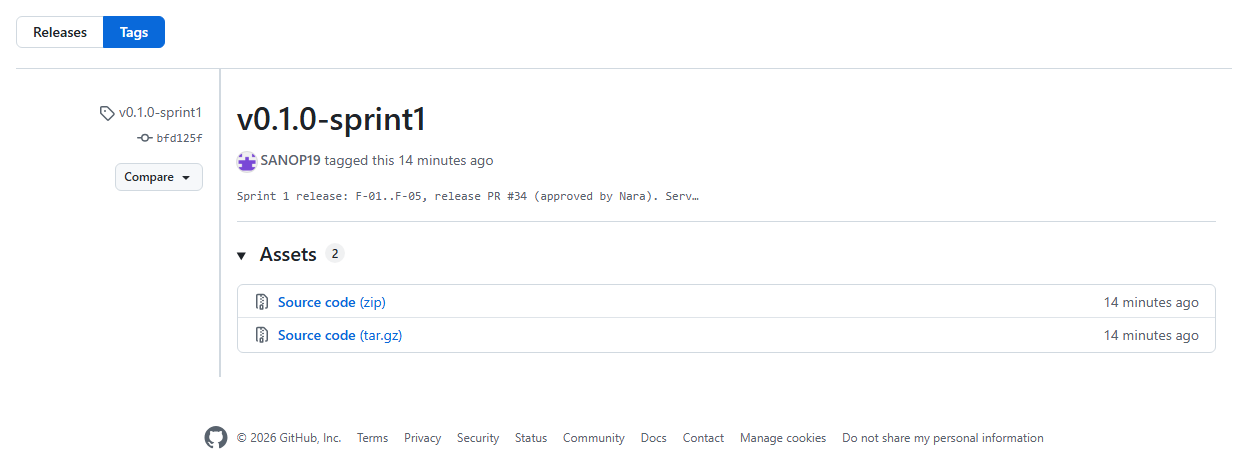 Releases Tags
v0.1.0-sprint1
bfd125f
Compare
v0.1.0-sprint1
SANOP19 tagged this 14 minutes ago
Sprint 1 release: F-01..F-05, release PR #34 (approved by Nara). Serv…
Assets 2
Source code (zip) 14 minutes ago
Source code (tar.gz) 14 minutes ago
© 2026 GitHub, Inc. Terms Privacy Security Status Community Docs Contact Manage cookies Do not share my personal information